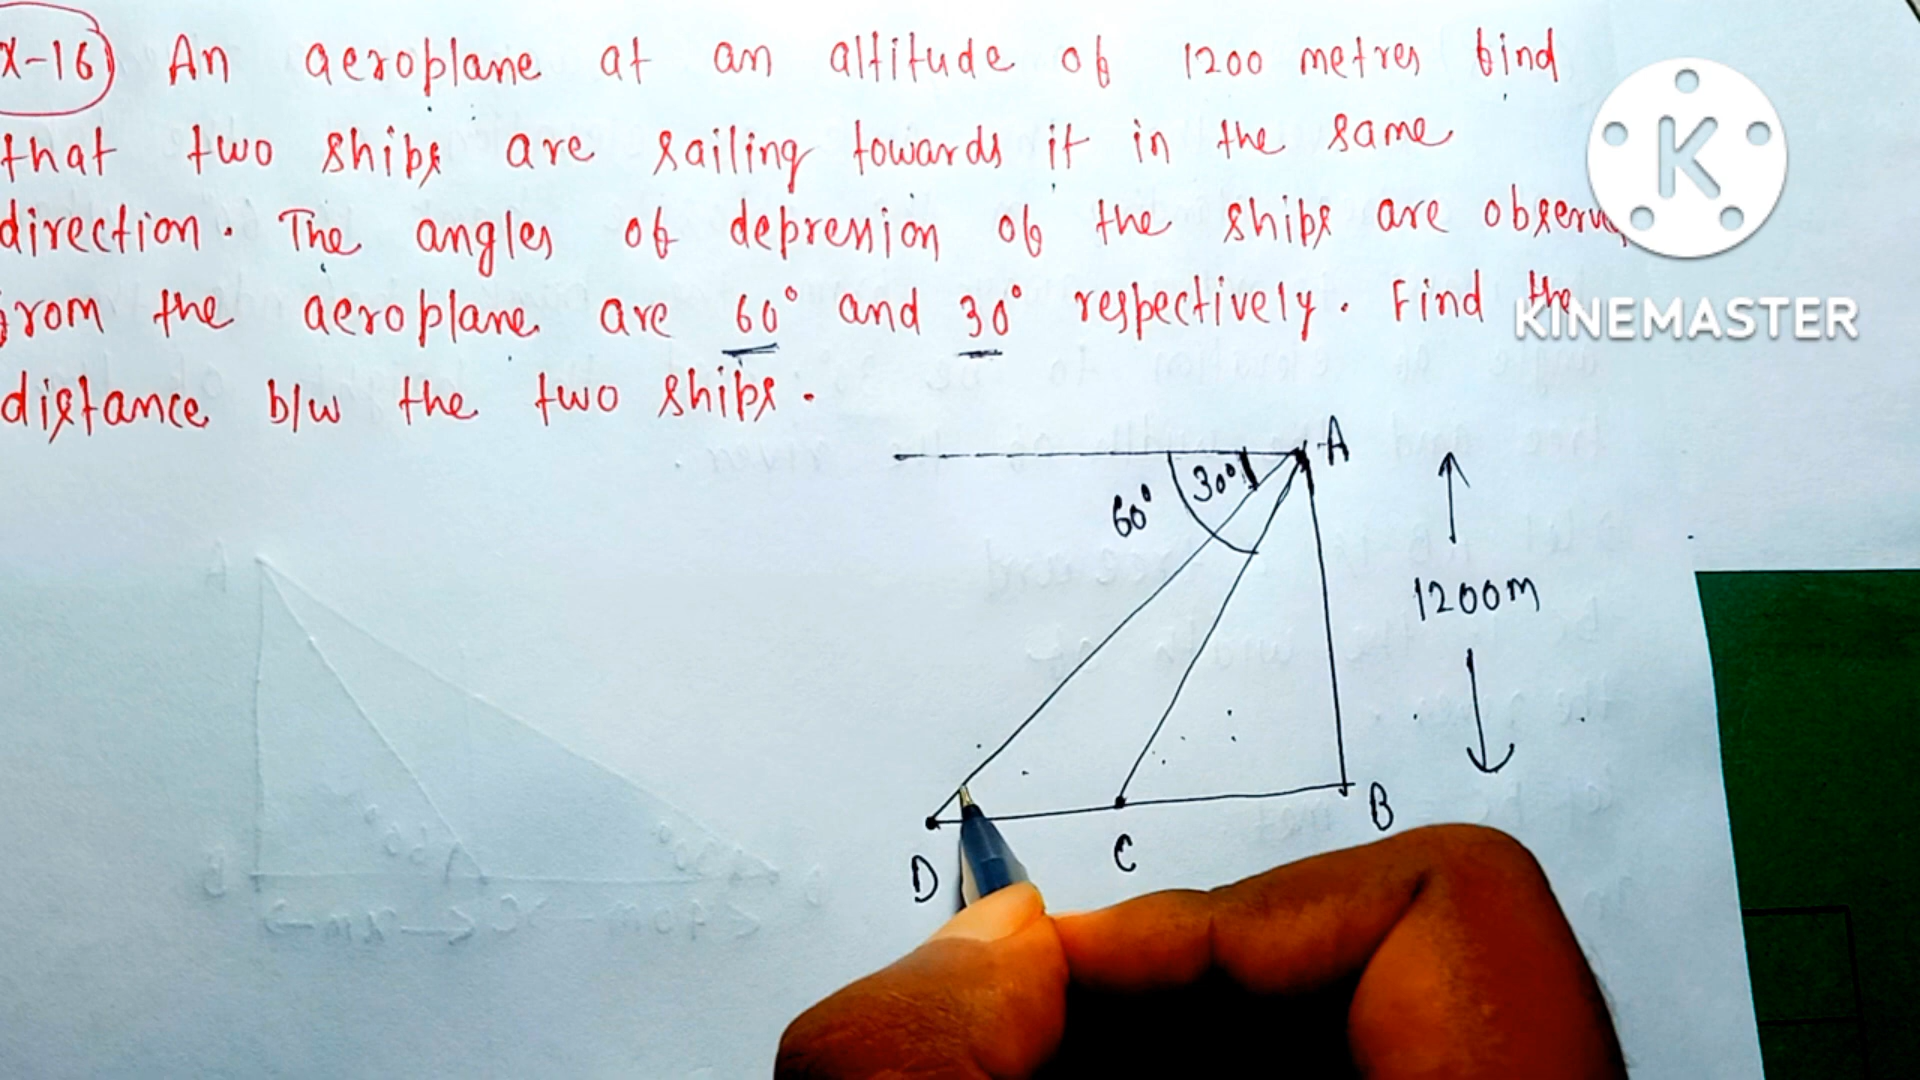 X-16) An aeroplane at an altitude of 1200 metres find
that two ships are sailing towards it in the same
direction. The angles of depression of the ships are observe
from the aeroplane are 60° and 30° respectively. Find the
distance b/w the two ships.
KINEMASTER
A
30°
60°
1200m
B
C
D